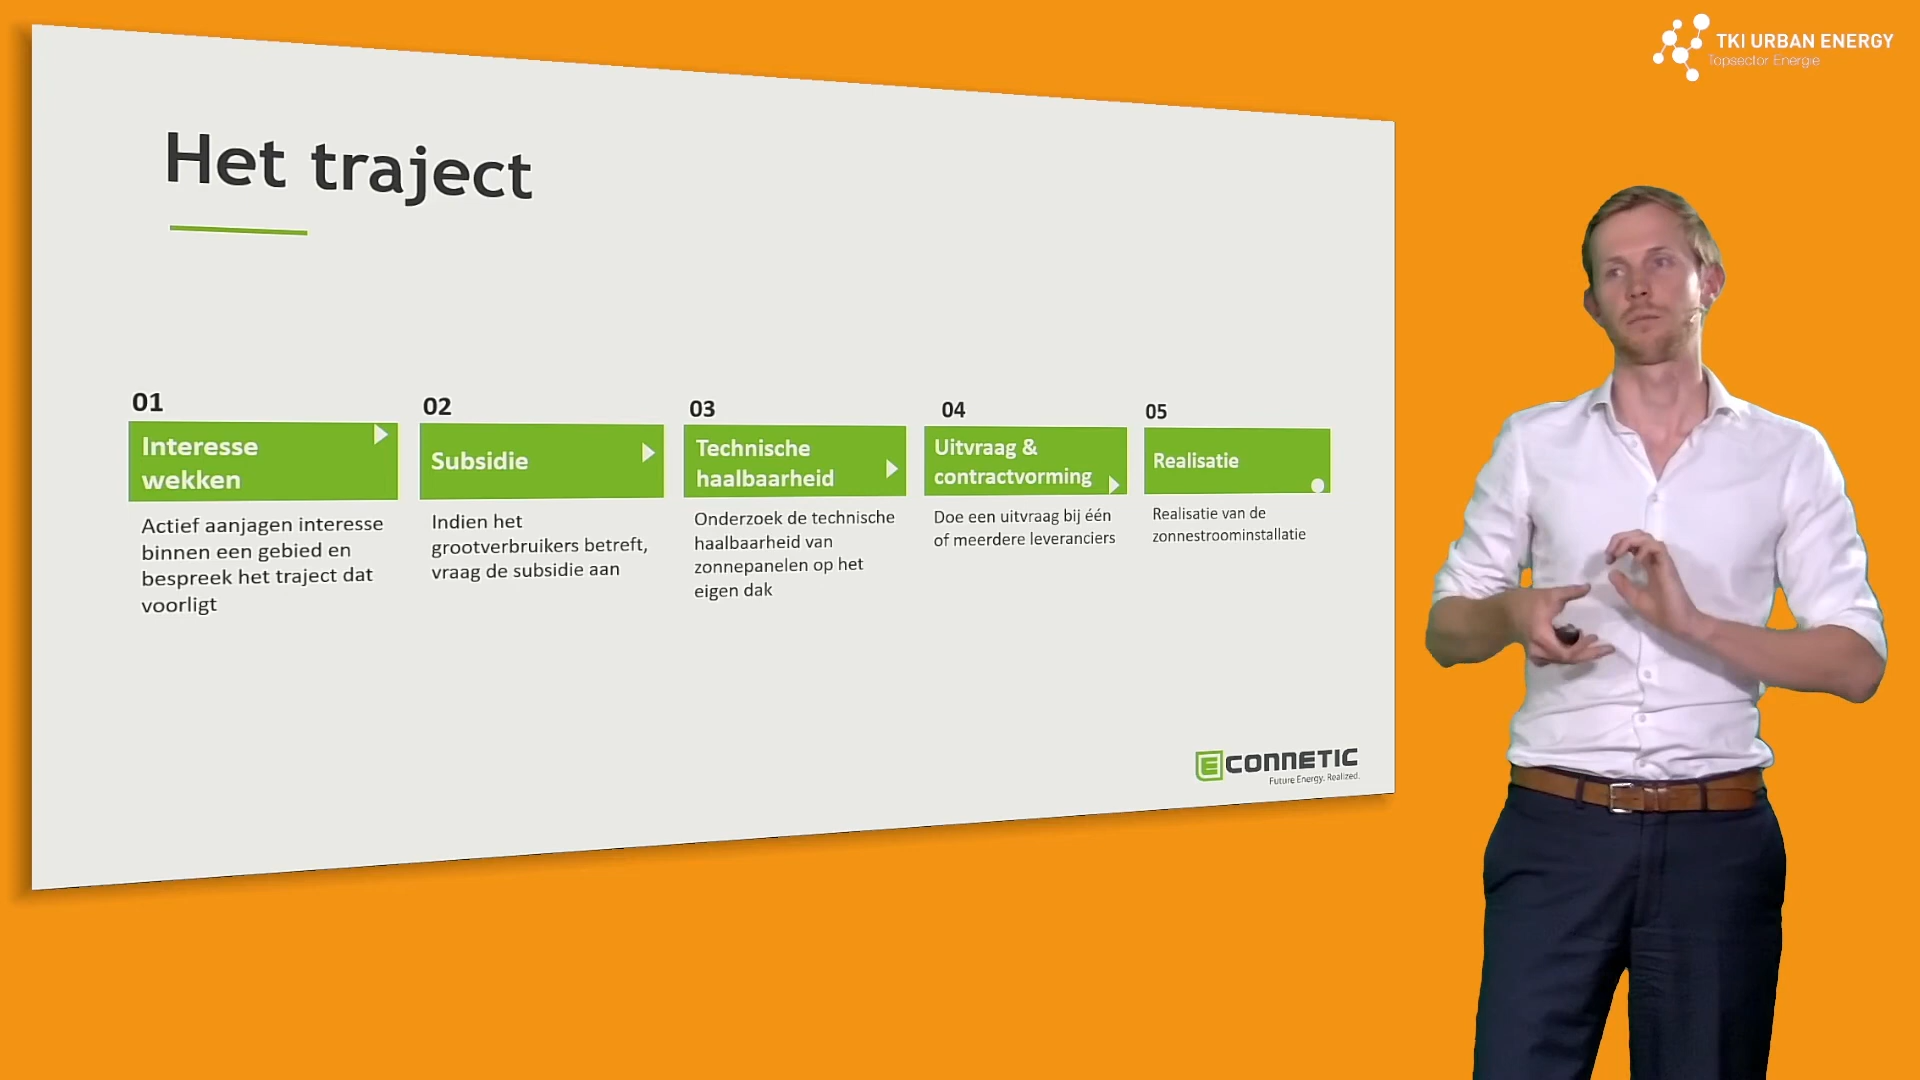 TKI URBAN ENERGY
Topsector Energie
Het traject
01
Interesse
wekken
Actief aanjagen interesse
binnen een gebied en
bespreek het traject dat
voorligt
02
Subsidie
Indien het
grootverbruikers betreft,
vraag de subsidie aan
03
Technische
haalbaarheid
Onderzoek de technische
haalbaarheid van
zonnepanelen op het
eigen dak
04
Uitvraag &
contractvorming
Doe een uitvraag bij één
of meerdere leveranciers
05
Realisatie
Realisatie van de
zonnestroominstallatie
ECONNETIC
Future Energy. Realized.